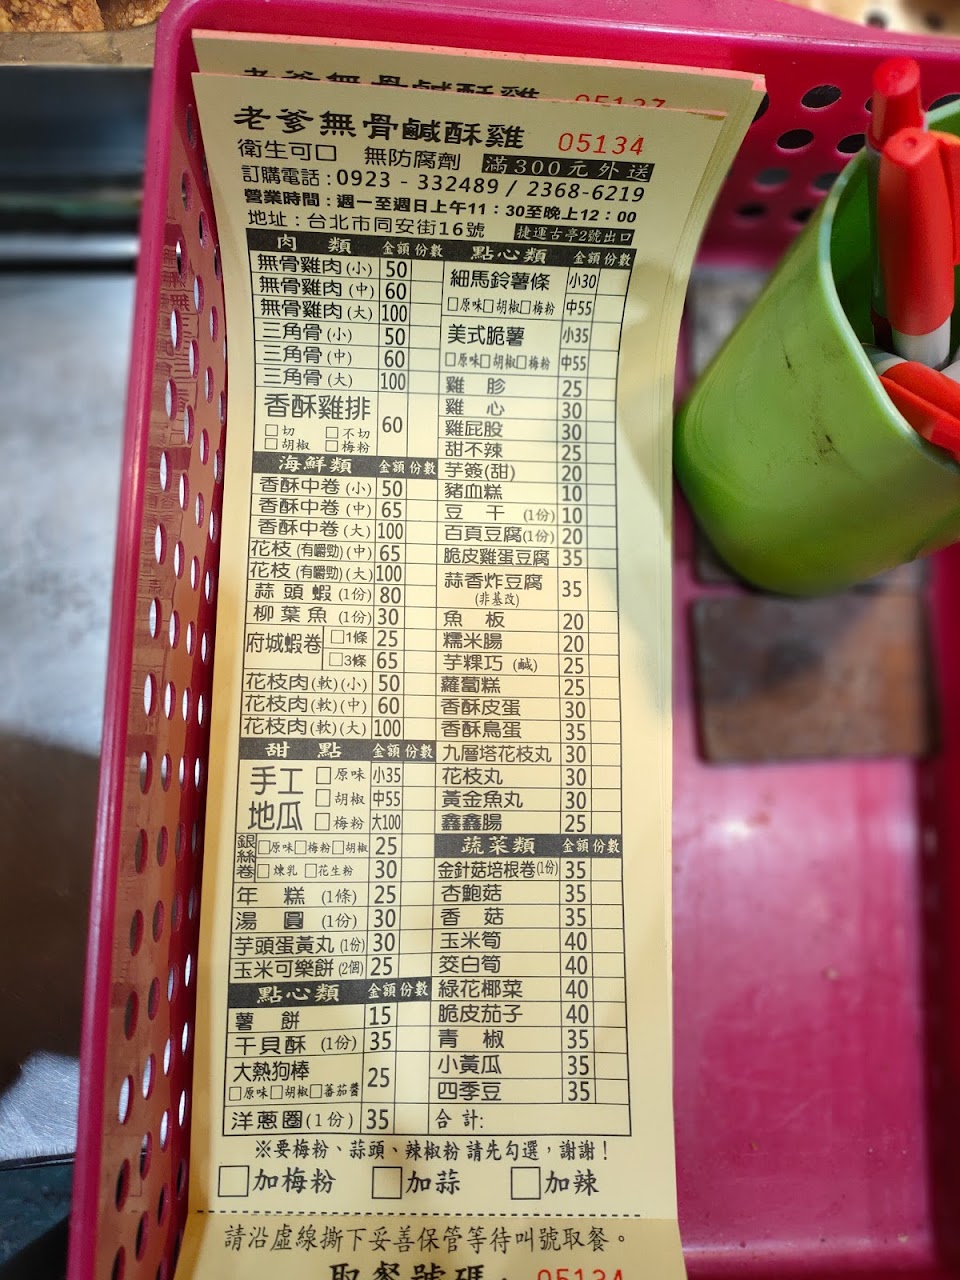 老爹無骨鹹酥雞 05137
老爹無骨鹹酥雞 05134
衛生可口 無防腐劑 滿300元外送
訂購電話：0923 - 332489 / 2368-6219
營業時間：週一至週日上午11：30至晚上12：00
地址：台北市同安街16號 捷運古亭2號出口
肉類 金額 份數
無骨雞肉(小) 50
無骨雞肉(中) 60
無骨雞肉(大) 100
三角骨(小) 50
三角骨(中) 60
三角骨(大) 100
香酥雞排 60
□切 □不切
□胡椒 □梅粉
海鮮類 金額 份數
香酥中卷(小) 50
香酥中卷(中) 65
香酥中卷(大) 100
花枝(有嚼勁)(中) 65
花枝(有嚼勁)(大) 100
蒜頭蝦(1份) 80
柳葉魚(1份) 30
府城蝦卷 □1條 25
□3條 65
花枝肉(軟)(小) 50
花枝肉(軟)(中) 60
花枝肉(軟)(大) 100
甜點 金額 份數
手工地瓜 □原味 小35
□胡椒 中55
□梅粉 大100
銀絲卷 □原味□梅粉□胡椒 25
□煉乳 □花生粉 30
年糕(1條) 25
湯圓(1份) 30
芋頭蛋黃丸(1份) 30
玉米可樂餅(2個) 25
點心類 金額 份數
薯餅 15
干貝酥(1份) 35
大熱狗棒 25
□原味□胡椒□蕃茄醬
洋蔥圈(1份) 35
點心類 金額 份數
細馬鈴薯條 小30
□原味□胡椒□梅粉 中55
美式脆薯 小35
□原味□胡椒□梅粉 中55
雞胗 25
雞心 30
雞屁股 30
甜不辣 25
芋簽(甜) 20
豬血糕 10
豆干(1份) 10
百頁豆腐(1份) 20
脆皮雞蛋豆腐 35
蒜香炸豆腐 35
(非基改)
魚板 20
糯米腸 20
芋粿巧(鹹) 25
蘿蔔糕 25
香酥皮蛋 30
香酥鳥蛋 35
九層塔花枝丸 30
花枝丸 30
黃金魚丸 30
鑫鑫腸 25
蔬菜類 金額 份數
金針菇培根卷(1份) 35
杏鮑菇 35
香菇 35
玉米筍 40
筊白筍 40
綠花椰菜 40
脆皮茄子 40
青椒 35
小黃瓜 35
四季豆 35
合計:
※要梅粉、蒜頭、辣椒粉請先勾選，謝謝！
□加梅粉 □加蒜 □加辣
請沿虛線撕下妥善保管等待叫號取餐。
取餐號碼：05134